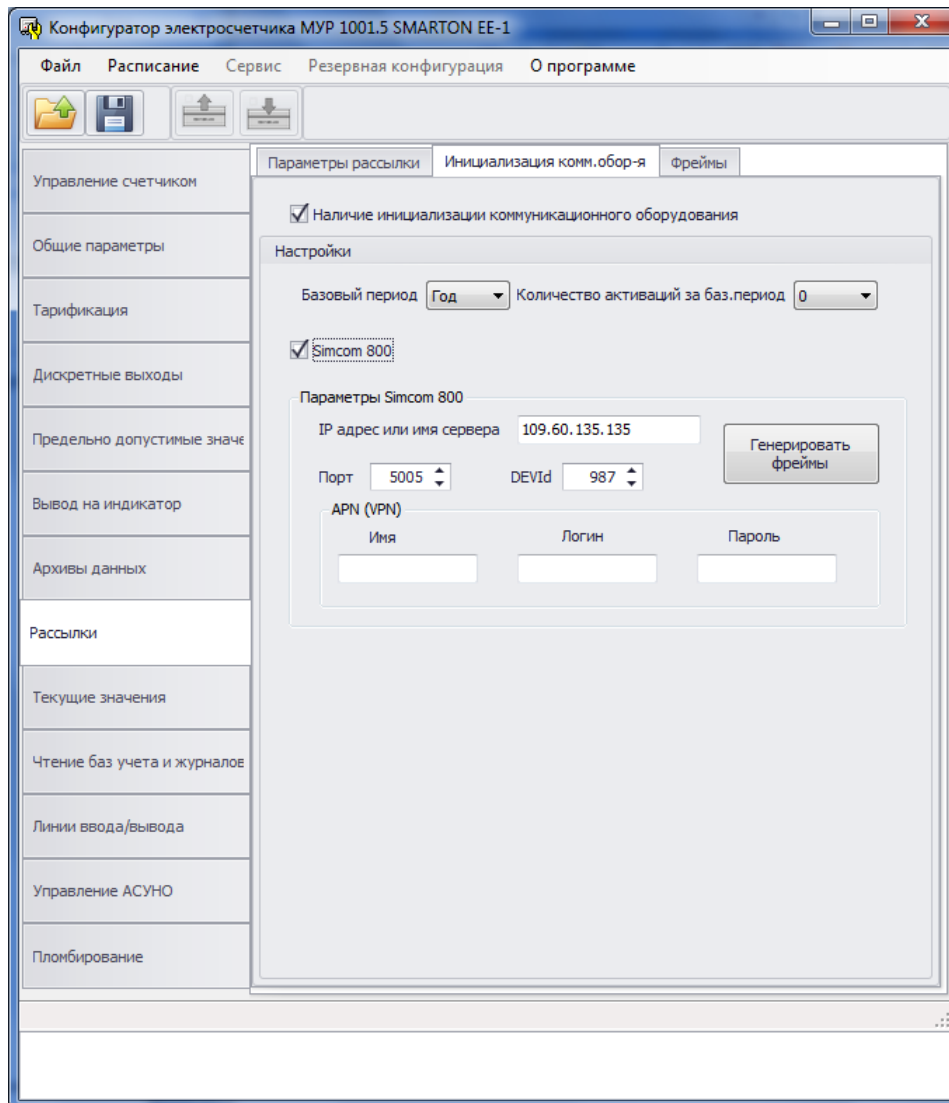 Конфигуратор электросчетчика МУР 1001.5 SMARTON EE-1
Файл Расписание Сервис Резервная конфигурация О программе
Управление счетчиком
Общие параметры
Тарификация
Дискретные выходы
Предельно допустимые значе
Вывод на индикатор
Архивы данных
Рассылки
Текущие значения
Чтение баз учета и журналов
Линии ввода/вывода
Управление АСУНО
Пломбирование
Параметры рассылки Инициализация комм.обор-я Фреймы
Наличие инициализации коммуникационного оборудования
Настройки
Базовый период Год Количество активаций за баз.период 0
Simcom 800
Параметры Simcom 800
IP адрес или имя сервера 109.60.135.135
Генерировать
фреймы
Порт 5005 DEVId 987
APN (VPN)
Имя Логин Пароль